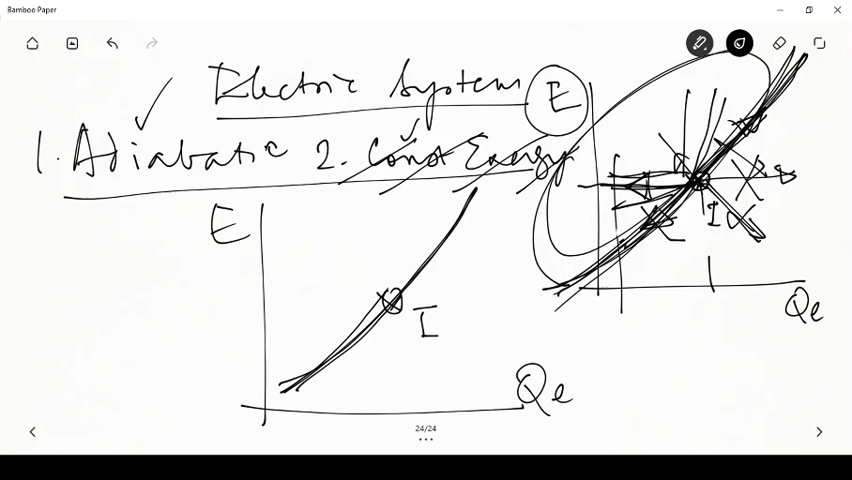 Bamboo Paper
Electric System
E
1. Adiabatic 2. Const Energy
I
Qe
E
I
Qe
24/24